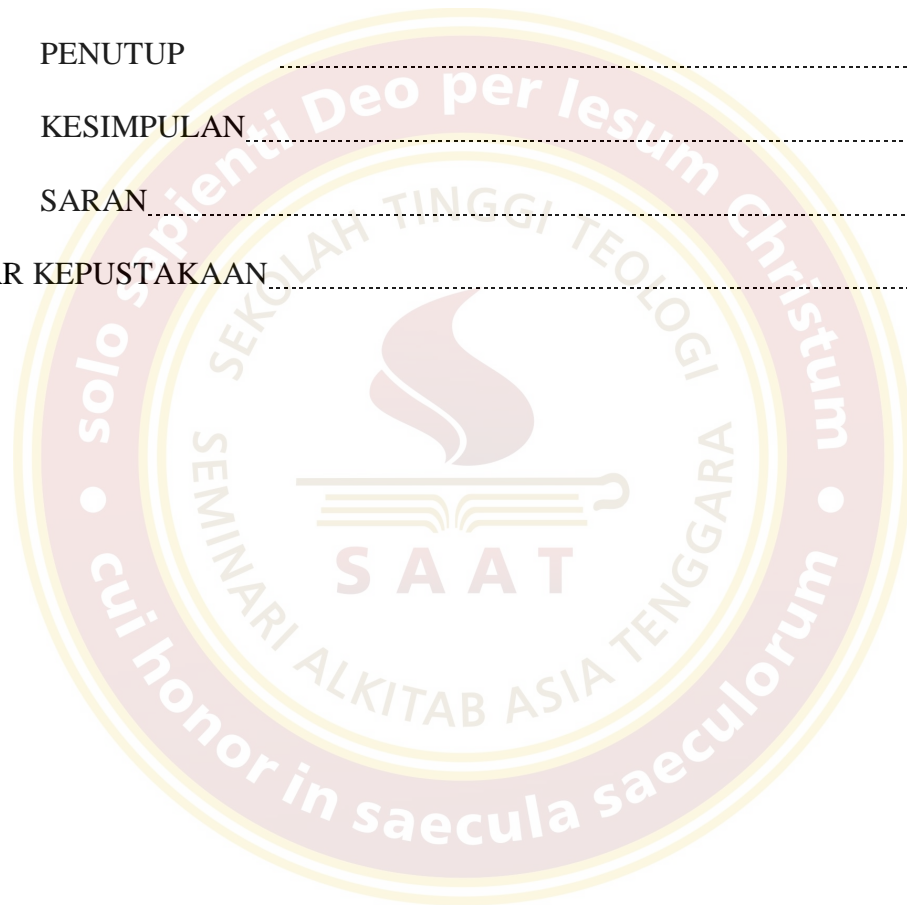 PENUTUP
KESIMPULAN
SARAN
R KEPUSTAKAAN
solo sapienti Deo per Iesum Christum
cui honor in saecula saeculorum
SEKOLAH TINGGI TEOLOGI
SEMINARI ALKITAB ASIA TENGGARA
SAAT